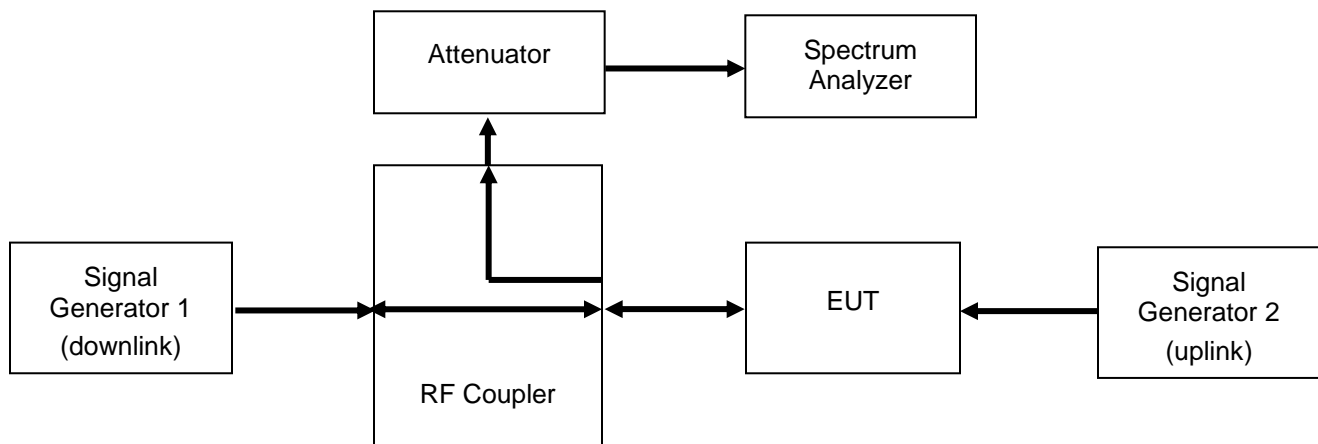 Attenuator
Spectrum
Analyzer
Signal
Generator 1
(downlink)
RF Coupler
EUT
Signal
Generator 2
(uplink)